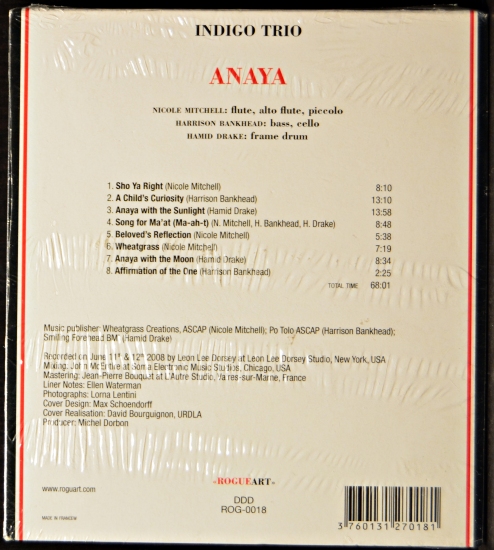 INDIGO TRIO
ANAYA
NICOLE MITCHELL: flute, alto flute, piccolo
HARRISON BANKHEAD: bass, cello
HAMID DRAKE: frame drum
1. Sho Ya Right (Nicole Mitchell) 8:10
2. A Child's Curiosity (Harrison Bankhead) 13:10
3. Anaya with the Sunlight (Hamid Drake) 13:58
4. Song for Ma'at (Ma-ah-t) (N. Mitchell, H. Bankhead, H. Drake) 8:48
5. Beloved's Reflection (Nicole Mitchell) 5:38
6. Wheatgrass (Nicole Mitchell) 7:19
7. Anaya with the Moon (Hamid Drake) 8:34
8. Affirmation of the One (Harrison Bankhead) 2:25
TOTAL TIME 68:01
Music publisher: Wheatgrass Creations, ASCAP (Nicole Mitchell); Po Tolo ASCAP (Harrison Bankhead);
Smiling Forehead BMI (Hamid Drake)
Recorded on June 11th & 12th 2008 by Leon Lee Dorsey at Leon Lee Dorsey Studio, New York, USA
Mixing: John McEntire at Soma Electronic Music Studios, Chicago, USA
Mastering: Jean-Pierre Bouquet at L'Autre Studio, Vaires-sur-Marne, France
Liner Notes: Ellen Waterman
Photographs: Lorna Lentini
Cover Design: Max Schoendorff
Cover Realisation: David Bourguignon, URDLA
Producer: Michel Dorbon
«ROGUEART»
www.roguart.com
DDD
ROG-0018
MADE IN FRANCE
3 760131 270181